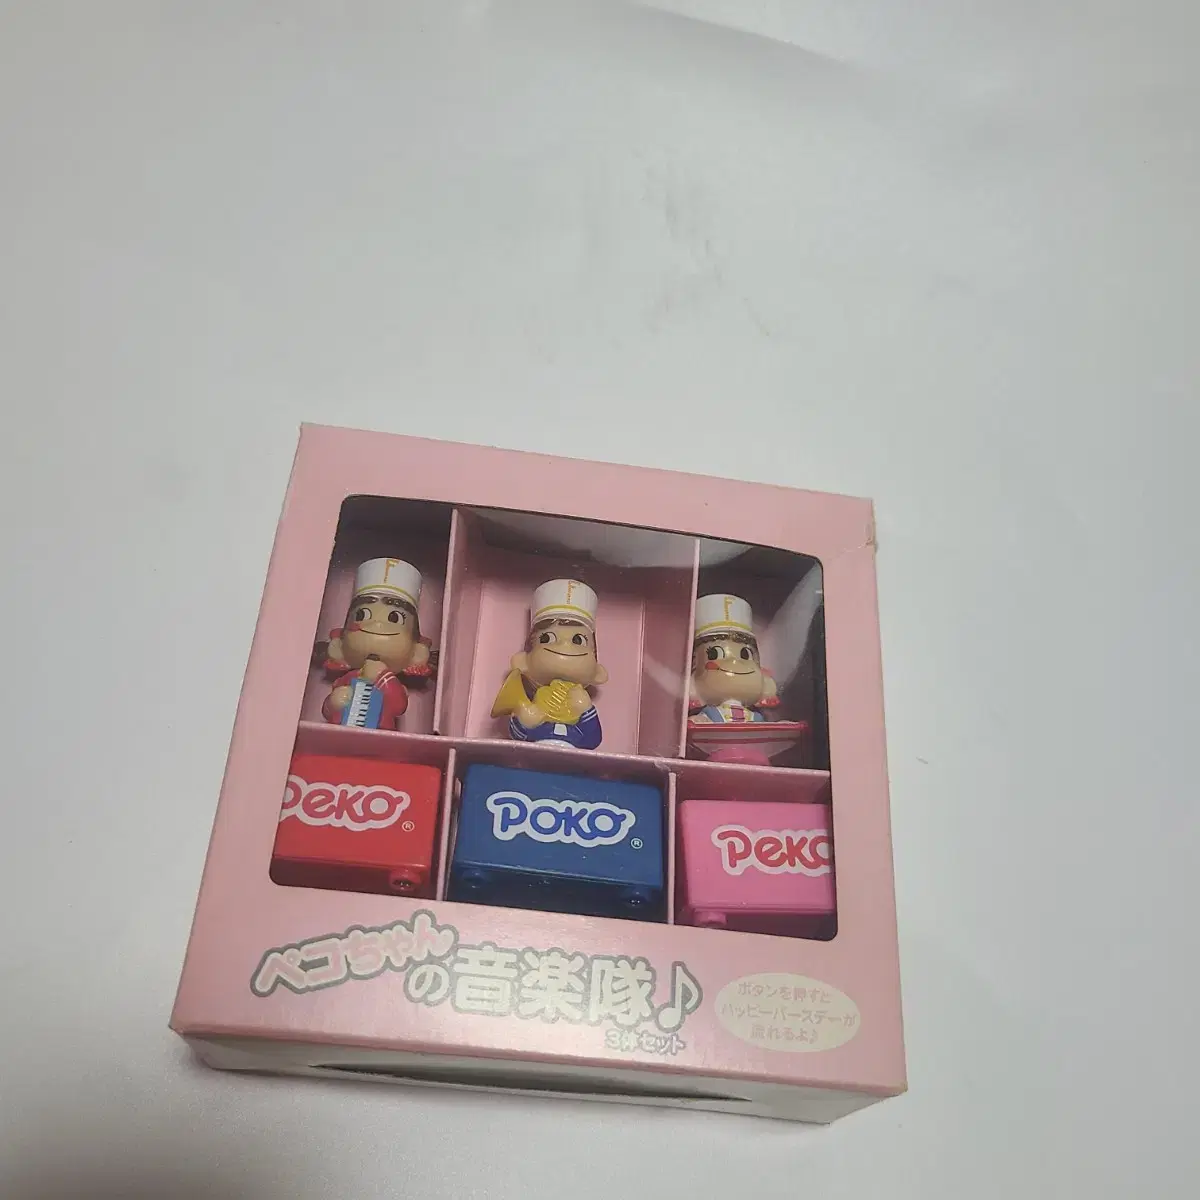 Peko®
POKO®
Peko
ペコちゃん
の音楽隊♪
3体セット
ボタンを押すと
ハッピーバースデーが
流れるよ♪